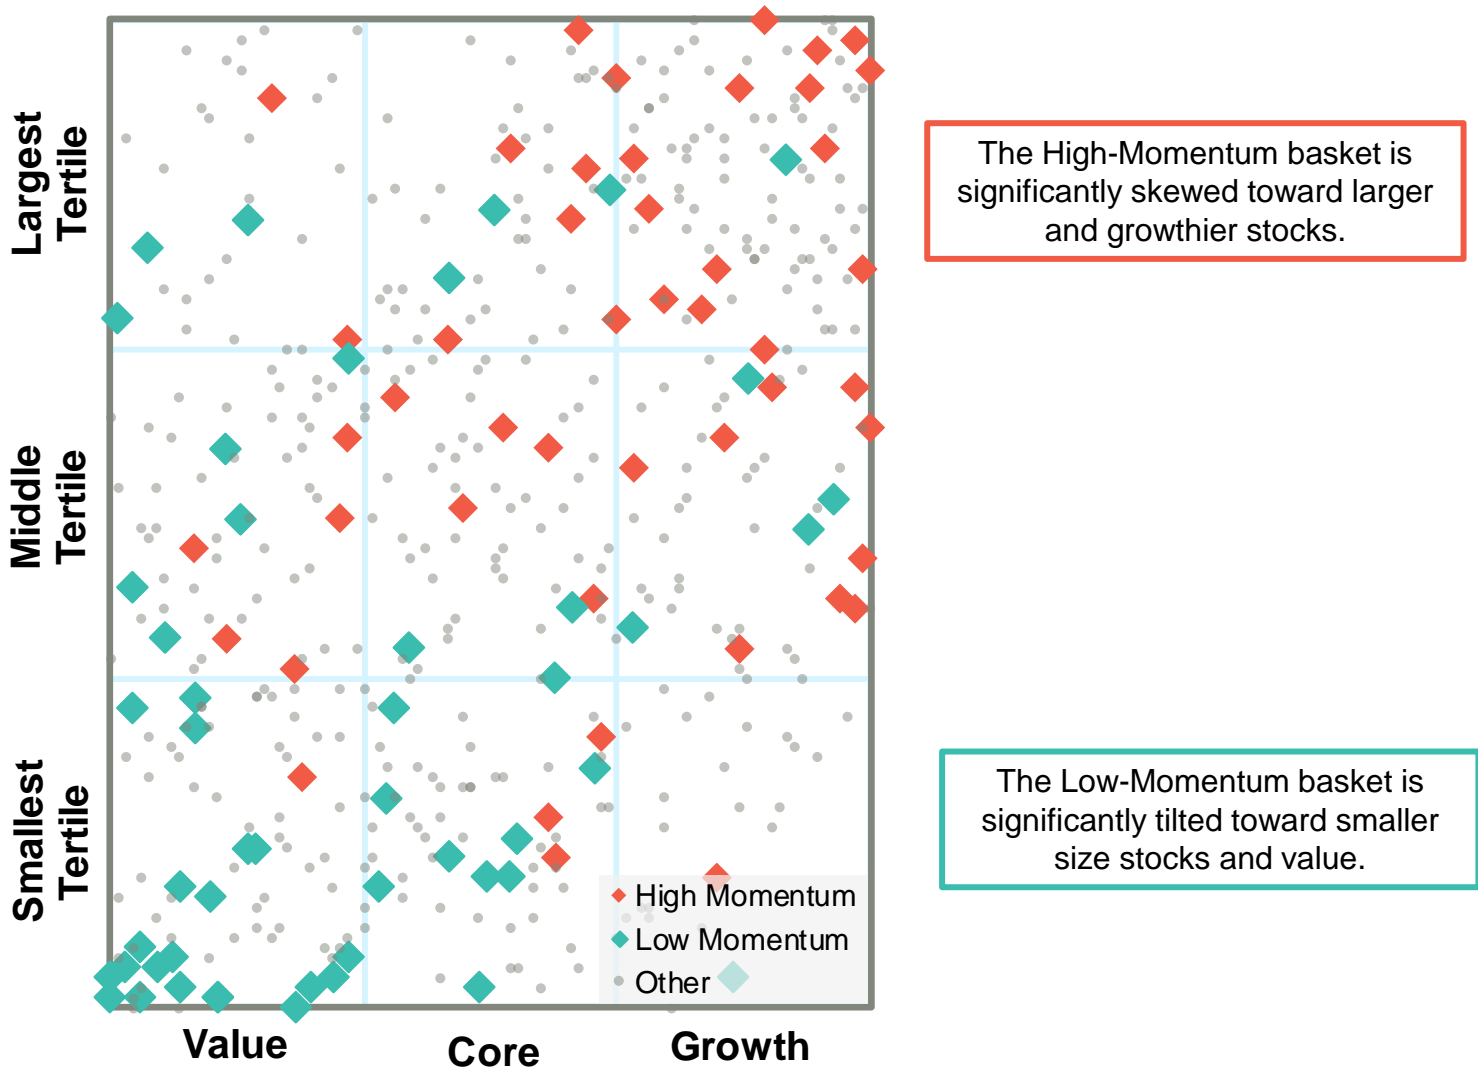 Largest
Tertile
The High-Momentum basket is
significantly skewed toward larger
and growthier stocks.
Middle
Tertile
Smallest
Tertile
The Low-Momentum basket is
significantly tilted toward smaller
size stocks and value.
High Momentum
Low Momentum
Other
Value
Core
Growth